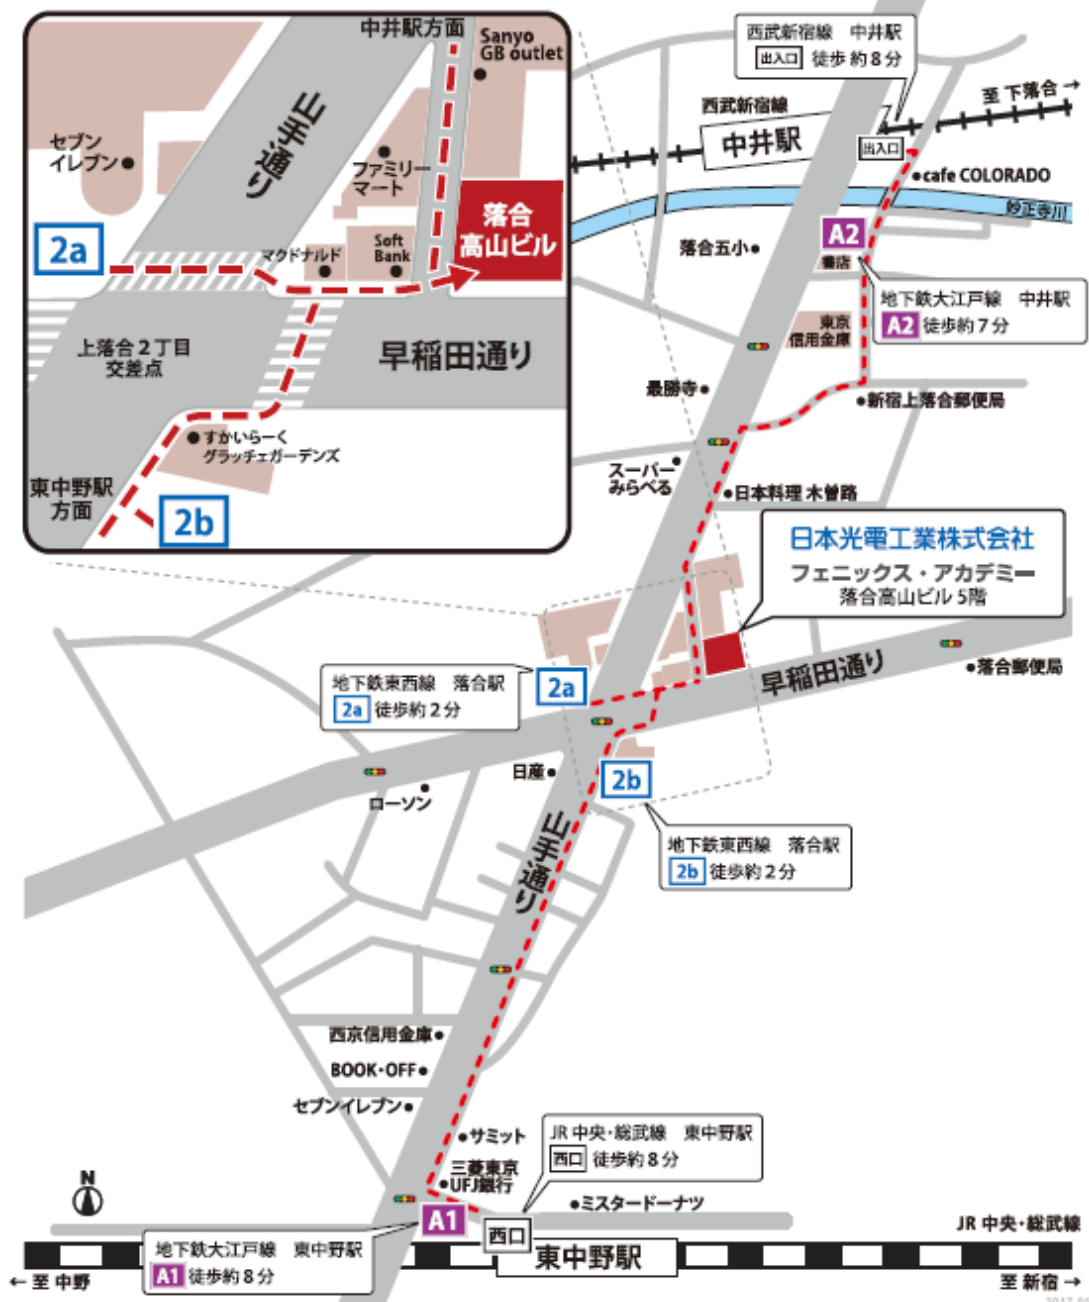 中井駅方面
Sanyo
GB outlet
山手通り
セブン
イレブン
ファミリー
マート
落合
高山ビル
2a
マクドナルド
Soft
Bank
上落合2丁目
交差点
早稲田通り
すかいらーく
グラッチェガーデンズ
東中野駅
方面
2b
西武新宿線 中井駅
出入口 徒歩 約8分
至 下落合 →
西武新宿線
中井駅
出入口
cafe COLORADO
妙正寺川
A2
落合五小
書店
地下鉄大江戸線 中井駅
A2 徒歩約7分
東京
信用金庫
最勝寺
新宿上落合郵便局
スーパー
みらべる
日本料理 木曽路
日本光電工業株式会社
フェニックス・アカデミー
落合高山ビル 5階
地下鉄東西線 落合駅
2a 徒歩約2分
2a
早稲田通り
落合郵便局
日産
2b
ローソン
山手通り
地下鉄東西線 落合駅
2b 徒歩約2分
西京信用金庫
BOOK・OFF
セブンイレブン
サミット
JR 中央・総武線 東中野駅
西口 徒歩約8分
三菱東京
UFJ銀行
ミスタードーナツ
N
A1
西口
JR 中央・総武線
地下鉄大江戸線 東中野駅
A1 徒歩約8分
東中野駅
← 至 中野
至 新宿 →